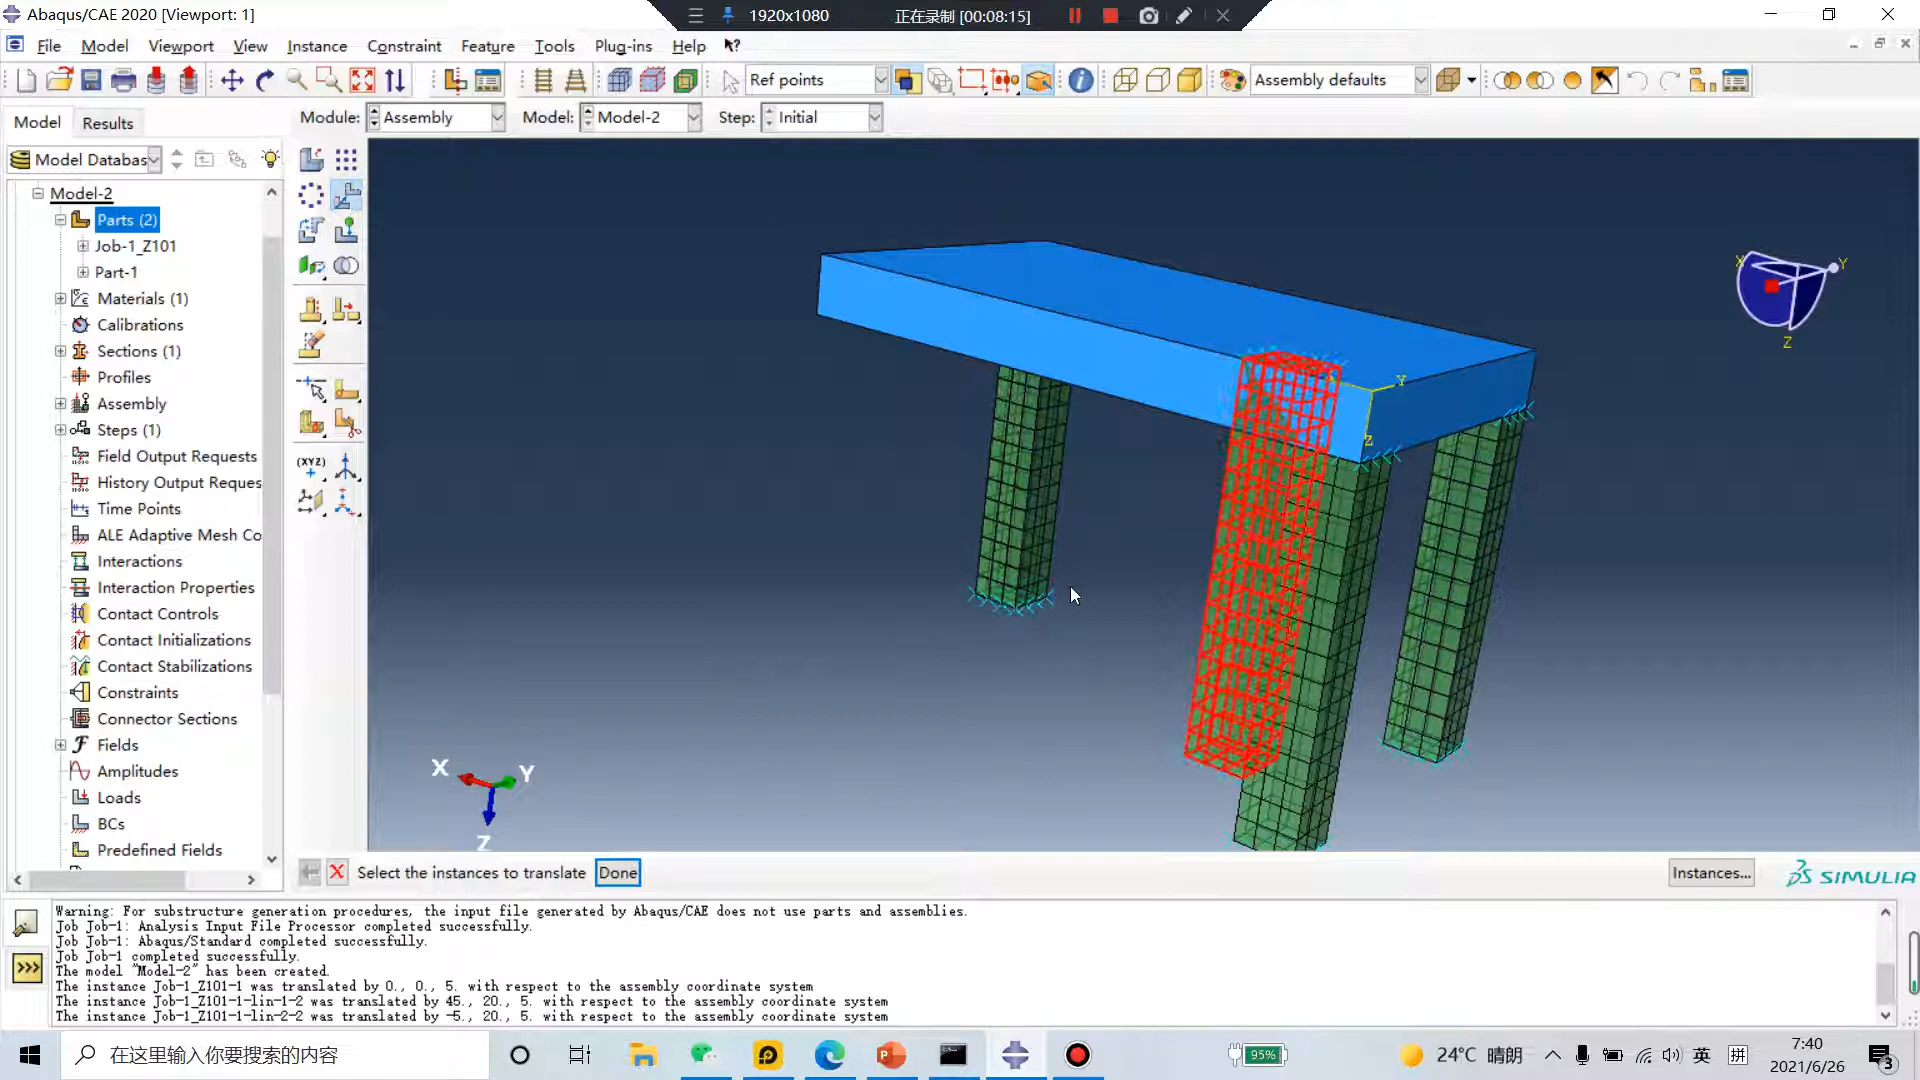 Abaqus/CAE 2020 [Viewport: 1]
1920x1080
正在录制 [00:08:15]
File Model Viewport View Instance Constraint Feature Tools Plug-ins Help
Ref points
Assembly defaults
Model Results
Module: Assembly Model: Model-2 Step: Initial
Model Databas
Model-2
Parts (2)
Job-1_Z101
Part-1
Materials (1)
Calibrations
Sections (1)
Profiles
Assembly
Steps (1)
Field Output Requests
History Output Reques
Time Points
ALE Adaptive Mesh Co
Interactions
Interaction Properties
Contact Controls
Contact Initializations
Contact Stabilizations
Constraints
Connector Sections
Fields
Amplitudes
Loads
BCs
Predefined Fields
(XYZ)
X
Y
Z
Y
Z
X
Y
Z
Select the instances to translate Done
Instances...
SIMULIA
Warning: For substructure generation procedures, the input file generated by Abaqus/CAE does not use parts and assemblies.
Job Job-1: Analysis Input File Processor completed successfully.
Job Job-1: Abaqus/Standard completed successfully.
Job Job-1 completed successfully.
The model "Model-2" has been created.
The instance Job-1_Z101-1 was translated by 0., 0., 5. with respect to the assembly coordinate system
The instance Job-1_Z101-1-lin-1-2 was translated by 45., 20., 5. with respect to the assembly coordinate system
The instance Job-1_Z101-1-lin-2-2 was translated by -5., 20., 5. with respect to the assembly coordinate system
在这里输入你要搜索的内容
95%
24°C 晴朗
英
拼
7:40
2021/6/26
3